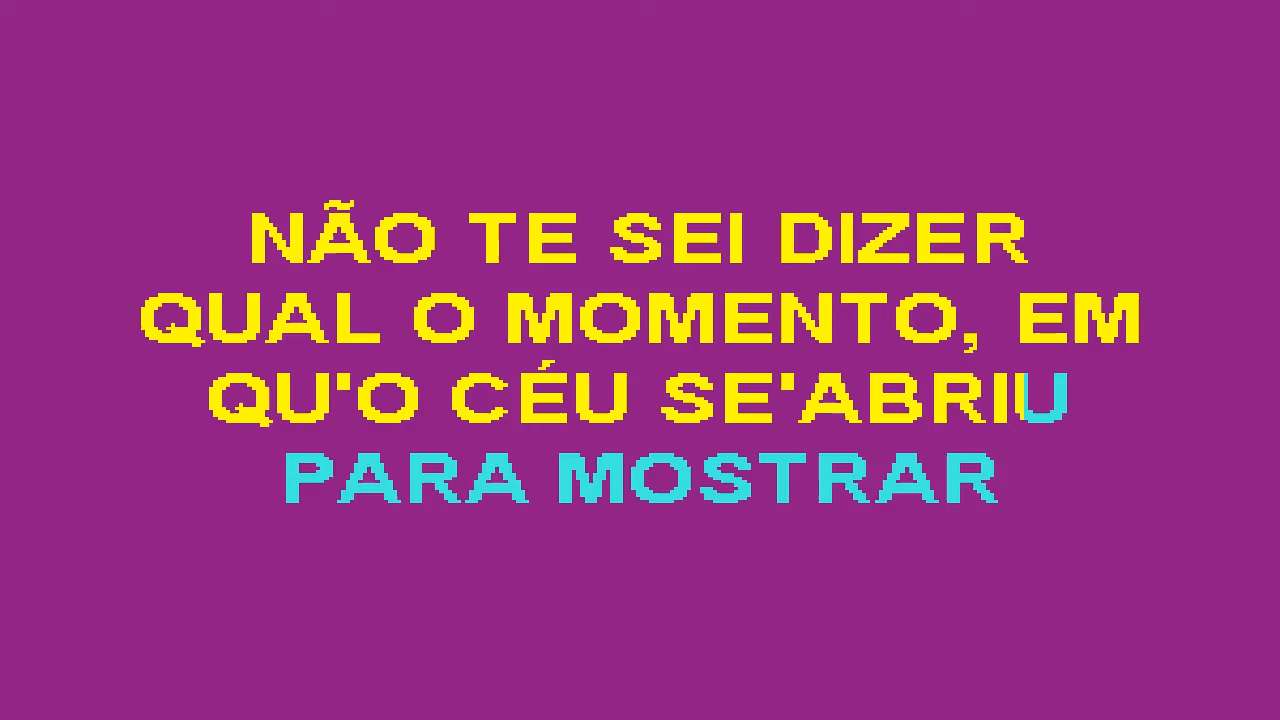 NÃO TE SEI DIZER
QUAL O MOMENTO, EM
QU'O CÉU SE'ABRIU
PARA MOSTRAR